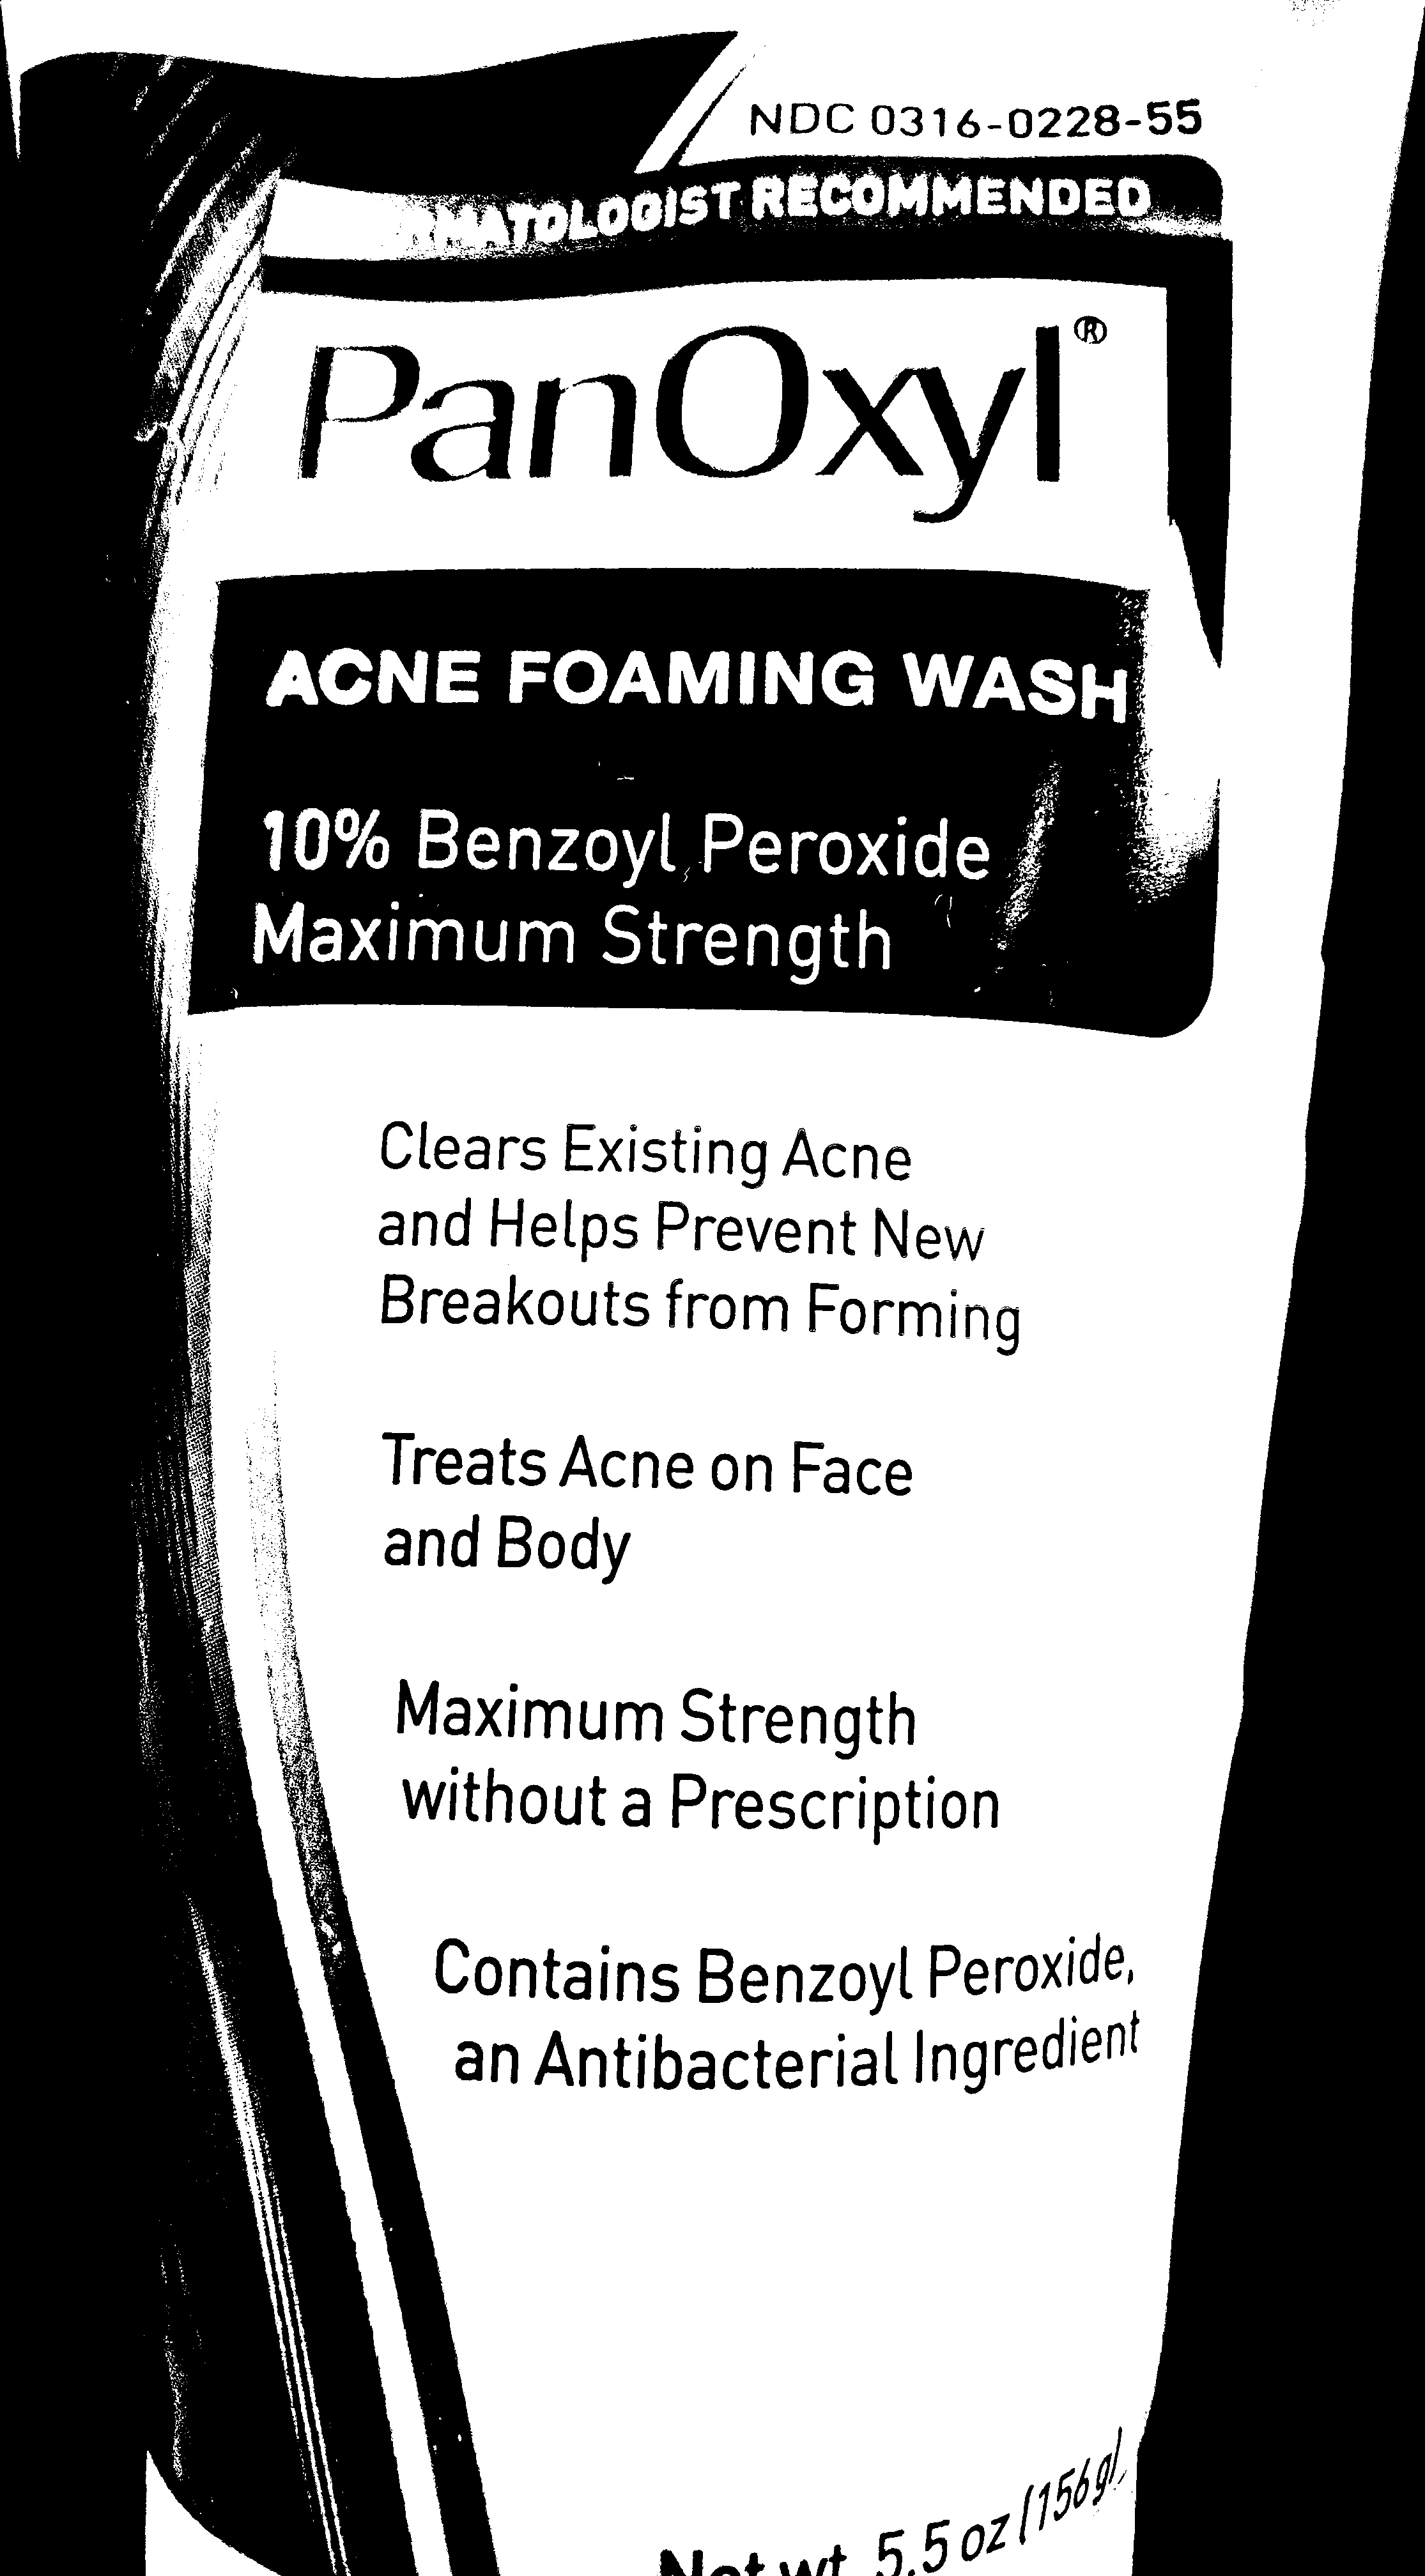 NDC 0316-0228-55
RECOMMENDED
PanOxyl®
ACNE FOAMING WASH
10% Benzoyl Peroxide
Maximum Strength
Clears Existing Acne
and Helps Prevent New
Breakouts from Forming
Treats Acne on Face
and Body
Maximum Strength
without a Prescription
Contains Benzoyl Peroxide,
an Antibacterial Ingredient
Net wt. 5.5 oz (156g)